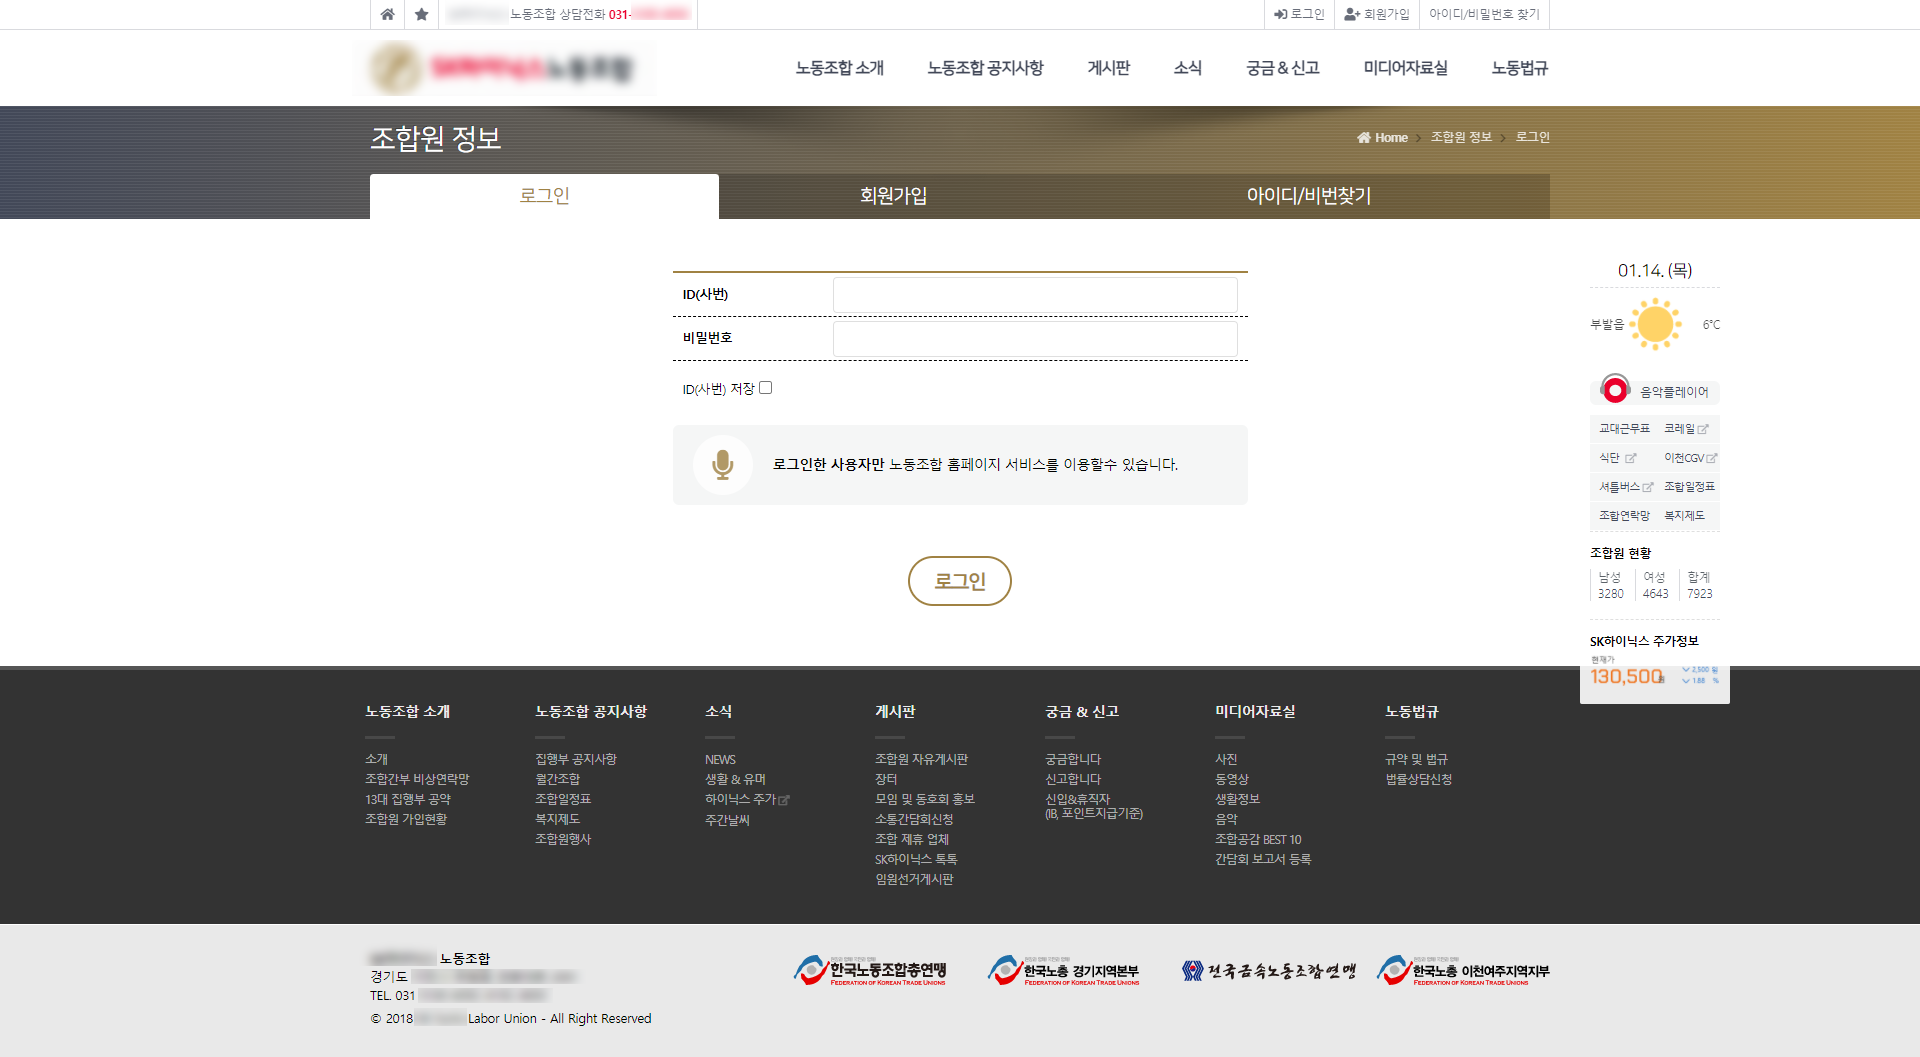 노동조합 상담전화 031-
로그인
회원가입
아이디/비밀번호 찾기
SK하이닉스노동조합
노동조합 소개
노동조합 공지사항
게시판
소식
궁금 & 신고
미디어자료실
노동법규
조합원 정보
Home > 조합원 정보 > 로그인
로그인
회원가입
아이디/비번찾기
ID(사번)
비밀번호
ID(사번) 저장
로그인한 사용자만 노동조합 홈페이지 서비스를 이용할수 있습니다.
로그인
01.14. (목)
부발읍 6°C
음악플레이어
교대근무표 코레일
식단 이천CGV
셔틀버스 조합일정표
조합연락망 복지제도
조합원 현황
남성 여성 합계
3280 4643 7923
SK하이닉스 주가정보
현재가
130,500원
2,500 원
1.88 %
노동조합 소개
소개
조합간부 비상연락망
13대 집행부 공약
조합원 가입현황
노동조합 공지사항
집행부 공지사항
월간조합
조합일정표
복지제도
조합원행사
소식
NEWS
생활 & 유머
하이닉스 주가
주간날씨
게시판
조합원 자유게시판
장터
모임 및 동호회 홍보
소통간담회신청
조합 제휴 업체
SK하이닉스 톡톡
임원선거게시판
궁금 & 신고
궁금합니다
신고합니다
신입&휴직자
(IB, 포인트지급기준)
미디어자료실
사진
동영상
생활정보
음악
조합공감 BEST 10
간담회 보고서 등록
노동법규
규약 및 법규
법률상담신청
노동조합
경기도
TEL. 031
© 2018 Labor Union - All Right Reserved
한국노동조합총연맹
FEDERATION OF KOREAN TRADE UNIONS
한국노총 경기지역본부
FEDERATION OF KOREAN TRADE UNIONS
전국금속노동조합연맹
한국노총 이천여주지역지부
FEDERATION OF KOREAN TRADE UNIONS